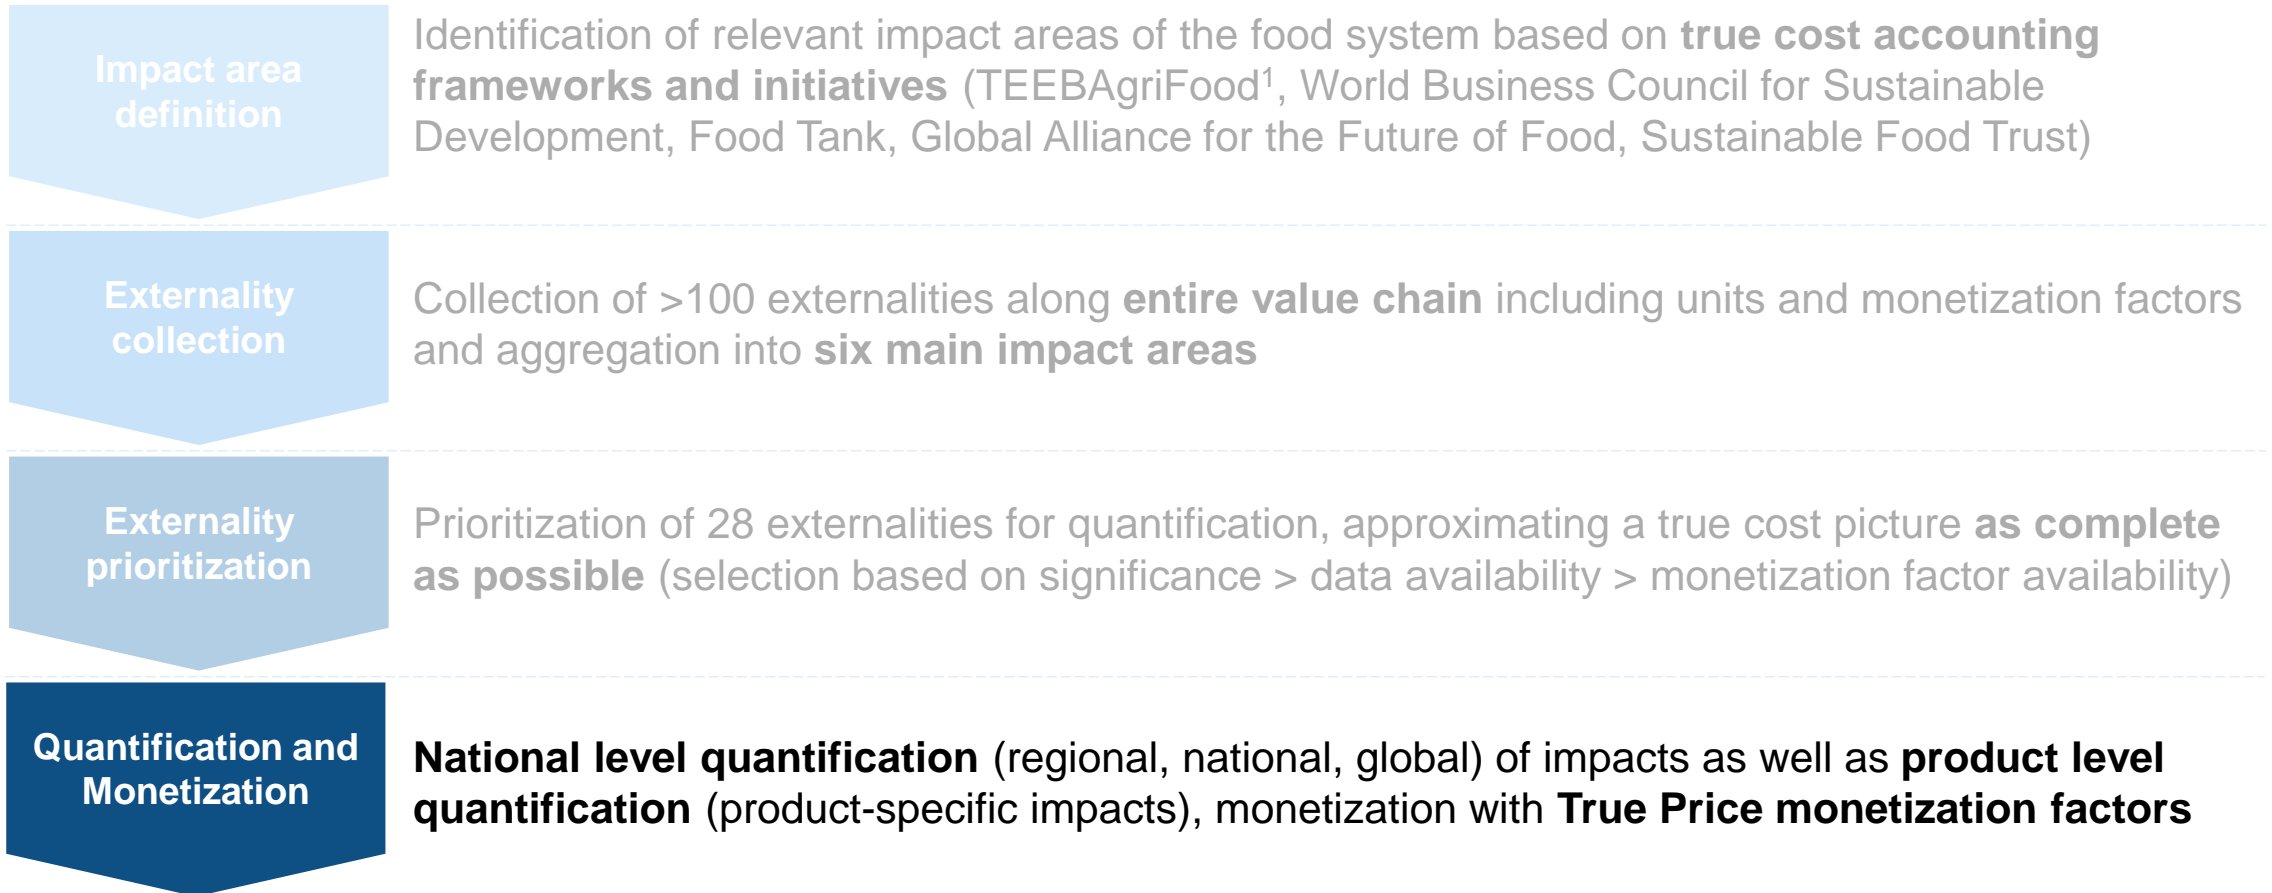 Impact area
definition
Identification of relevant impact areas of the food system based on true cost accounting
frameworks and initiatives (TEEBAgriFood¹, World Business Council for Sustainable
Development, Food Tank, Global Alliance for the Future of Food, Sustainable Food Trust)
Externality
collection
Collection of >100 externalities along entire value chain including units and monetization factors
and aggregation into six main impact areas
Externality
prioritization
Prioritization of 28 externalities for quantification, approximating a true cost picture as complete
as possible (selection based on significance > data availability > monetization factor availability)
Quantification and
Monetization
National level quantification (regional, national, global) of impacts as well as product level
quantification (product-specific impacts), monetization with True Price monetization factors